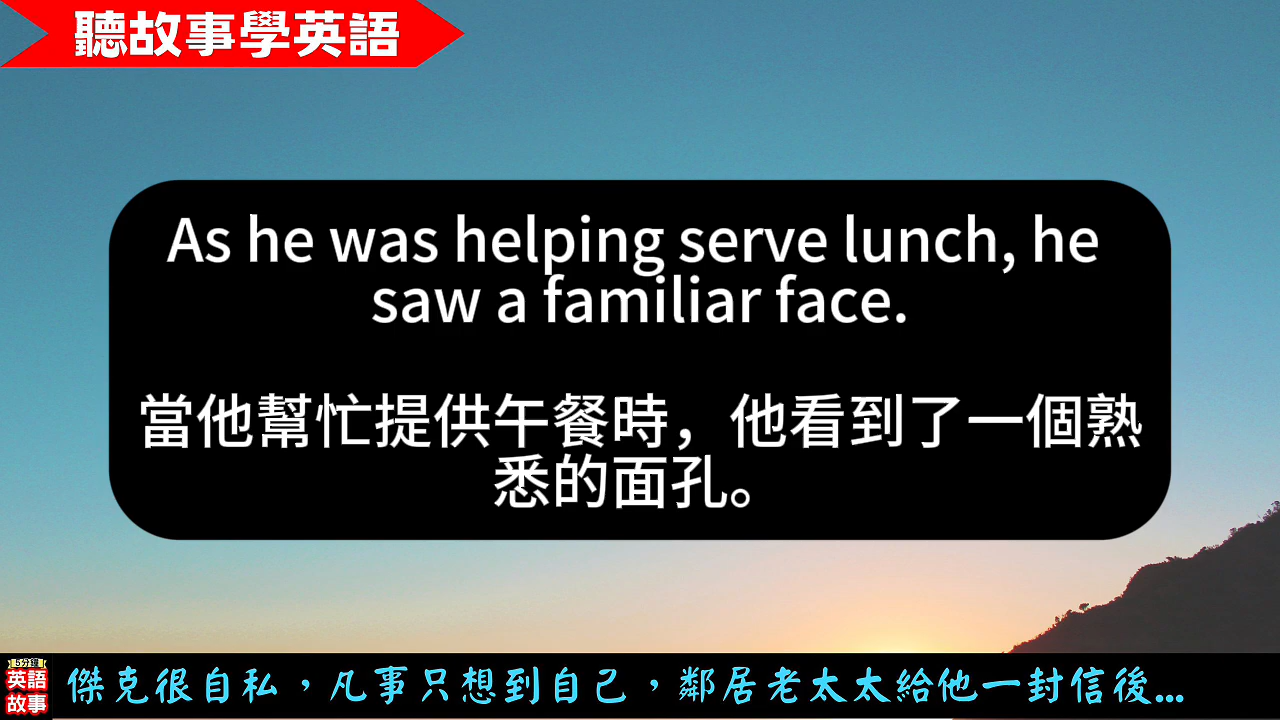 聽故事學英語
As he was helping serve lunch, he
saw a familiar face.
當他幫忙提供午餐時，他看到了一個熟
悉的面孔。
5分鐘
英語
故事
傑克很自私，凡事只想到自己，鄰居老太太給他一封信後...